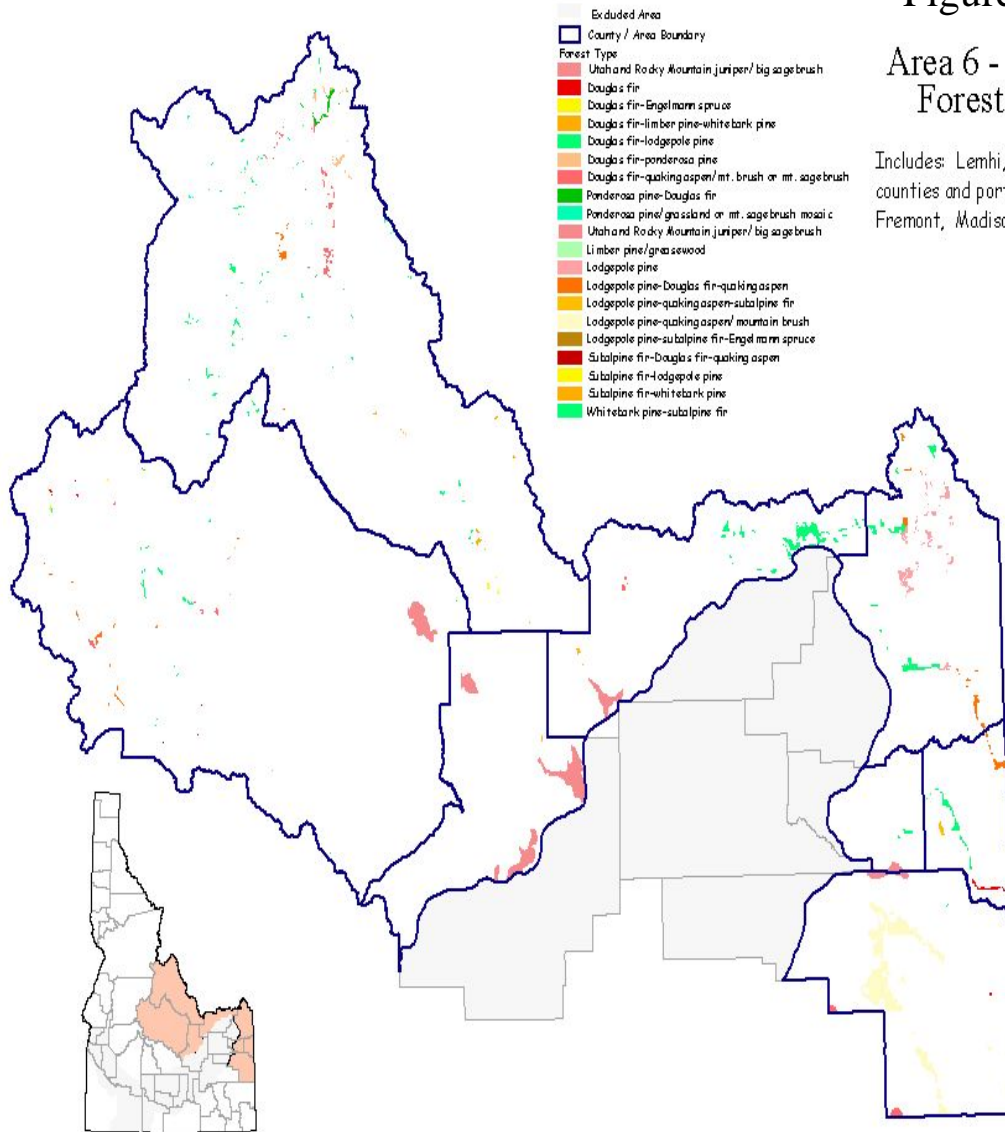 Figure
Excluded Area
County / Area Boundary
Forest Type
Utah and Rocky Mountain juniper/ big sagebrush
Douglas fir
Douglas fir-Engelmann spruce
Douglas fir-limber pine-whitebark pine
Douglas fir-lodgepole pine
Douglas fir-ponderosa pine
Douglas fir-quaking aspen/mt. brush or mt. sagebrush
Ponderosa pine-Douglas fir
Ponderosa pine/grassland or mt. sagebrush mosaic
Utah and Rocky Mountain juniper/ big sagebrush
Limber pine/greasewood
Lodgepole pine
Lodgepole pine-Douglas fir-quaking aspen
Lodgepole pine-quaking aspen-subalpine fir
Lodgepole pine-quaking aspen/ mountain brush
Lodgepole pine-subalpine fir-Engelmann spruce
Subalpine fir-Douglas fir-quaking aspen
Subalpine fir-lodgepole pine
Subalpine fir-whitebark pine
Whitebark pine-subalpine fir
Area 6 -
Forest
Includes: Lemhi,
counties and por
Fremont, Madiso